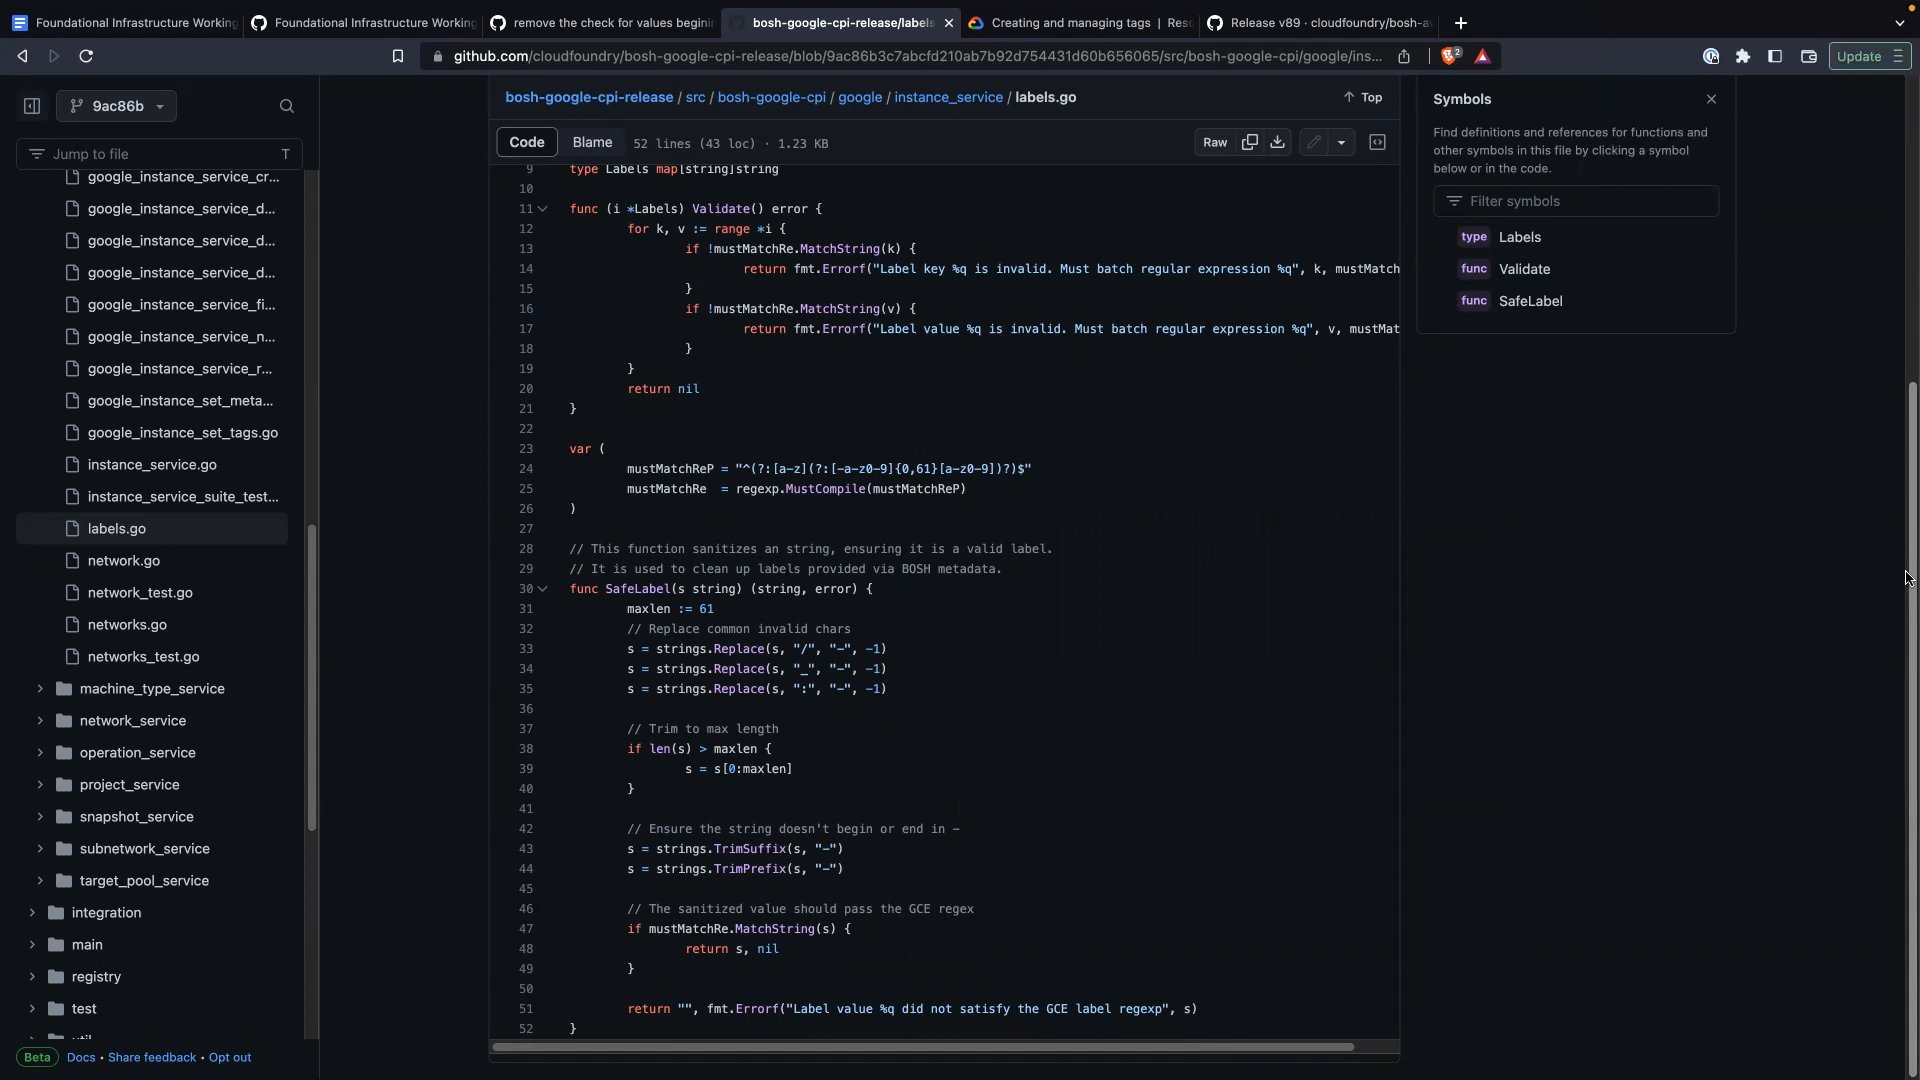 Foundational Infrastructure Working
Foundational Infrastructure Working
remove the check for values beginin
bosh-google-cpi-release/labels
Creating and managing tags | Res
Release v89 · cloudfoundry/bosh-a
github.com/cloudfoundry/bosh-google-cpi-release/blob/9ac86b3c7abcfd210ab7b92d754431d60b656065/src/bosh-google-cpi/google/ins...
2
Update
9ac86b
Jump to file
T
google_instance_service_cr...
google_instance_service_d...
google_instance_service_d...
google_instance_service_d...
google_instance_service_fi...
google_instance_service_n...
google_instance_service_r...
google_instance_set_meta...
google_instance_set_tags.go
instance_service.go
instance_service_suite_test...
labels.go
network.go
network_test.go
networks.go
networks_test.go
machine_type_service
network_service
operation_service
project_service
snapshot_service
subnetwork_service
target_pool_service
integration
main
registry
test
Beta Docs • Share feedback • Opt out
bosh-google-cpi-release / src / bosh-google-cpi / google / instance_service / labels.go
Top
Code
Blame
52 lines (43 loc) · 1.23 KB
Raw
9 type Labels map[string]string
10
11 func (i *Labels) Validate() error {
12 for k, v := range *i {
13 if !mustMatchRe.MatchString(k) {
14 return fmt.Errorf("Label key %q is invalid. Must batch regular expression %q", k, mustMatch
15 }
16 if !mustMatchRe.MatchString(v) {
17 return fmt.Errorf("Label value %q is invalid. Must batch regular expression %q", v, mustMat
18 }
19 }
20 return nil
21 }
22
23 var (
24 mustMatchReP = "^(?:[a-z](?:[-a-z0-9]{0,61}[a-z0-9])?)$"
25 mustMatchRe = regexp.MustCompile(mustMatchReP)
26 )
27
28 // This function sanitizes an string, ensuring it is a valid label.
29 // It is used to clean up labels provided via BOSH metadata.
30 func SafeLabel(s string) (string, error) {
31 maxlen := 61
32 // Replace common invalid chars
33 s = strings.Replace(s, "/", "-", -1)
34 s = strings.Replace(s, "_", "-", -1)
35 s = strings.Replace(s, ":", "-", -1)
36
37 // Trim to max length
38 if len(s) > maxlen {
39 s = s[0:maxlen]
40 }
41
42 // Ensure the string doesn't begin or end in -
43 s = strings.TrimSuffix(s, "-")
44 s = strings.TrimPrefix(s, "-")
45
46 // The sanitized value should pass the GCE regex
47 if mustMatchRe.MatchString(s) {
48 return s, nil
49 }
50
51 return "", fmt.Errorf("Label value %q did not satisfy the GCE label regexp", s)
52 }
Symbols
Find definitions and references for functions and
other symbols in this file by clicking a symbol
below or in the code.
Filter symbols
type Labels
func Validate
func SafeLabel